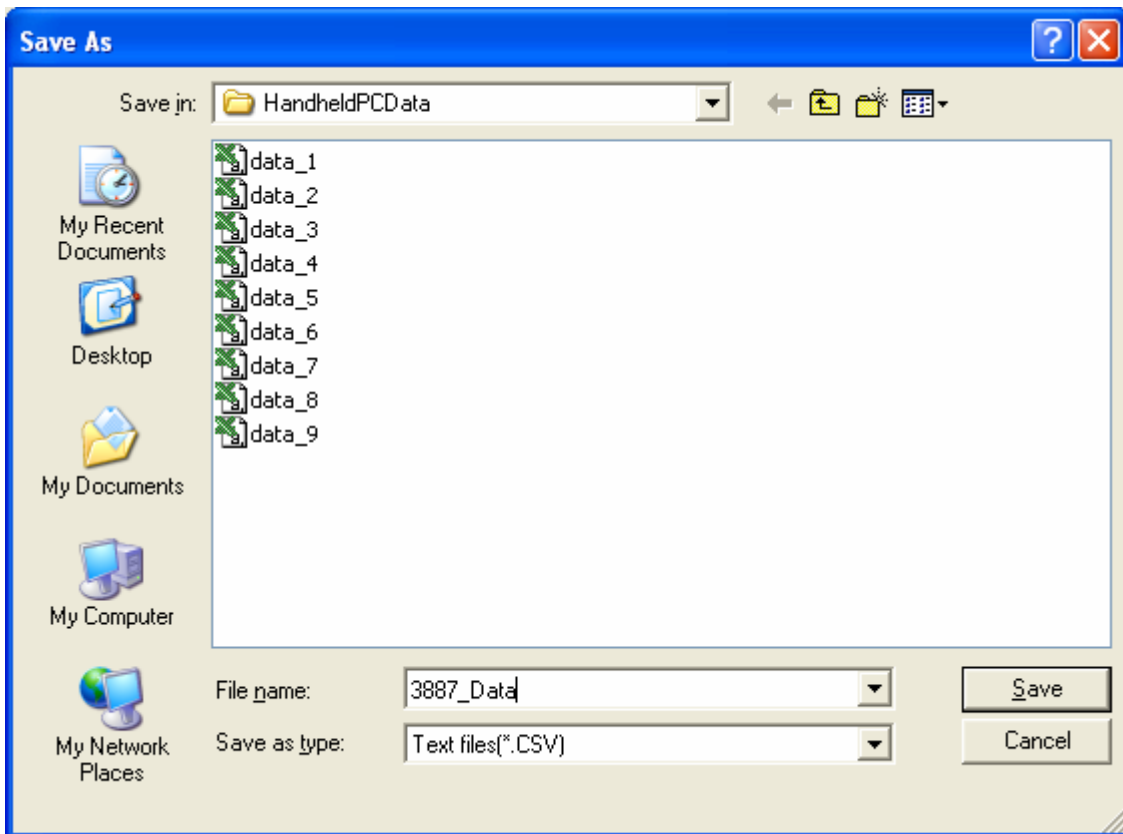 Save As
Save in:
HandheldPCData
My Recent
Documents
Desktop
My Documents
My Computer
My Network
Places
data_1
data_2
data_3
data_4
data_5
data_6
data_7
data_8
data_9
File name:
3887_Data
Save
Save as type:
Text files(*.CSV)
Cancel